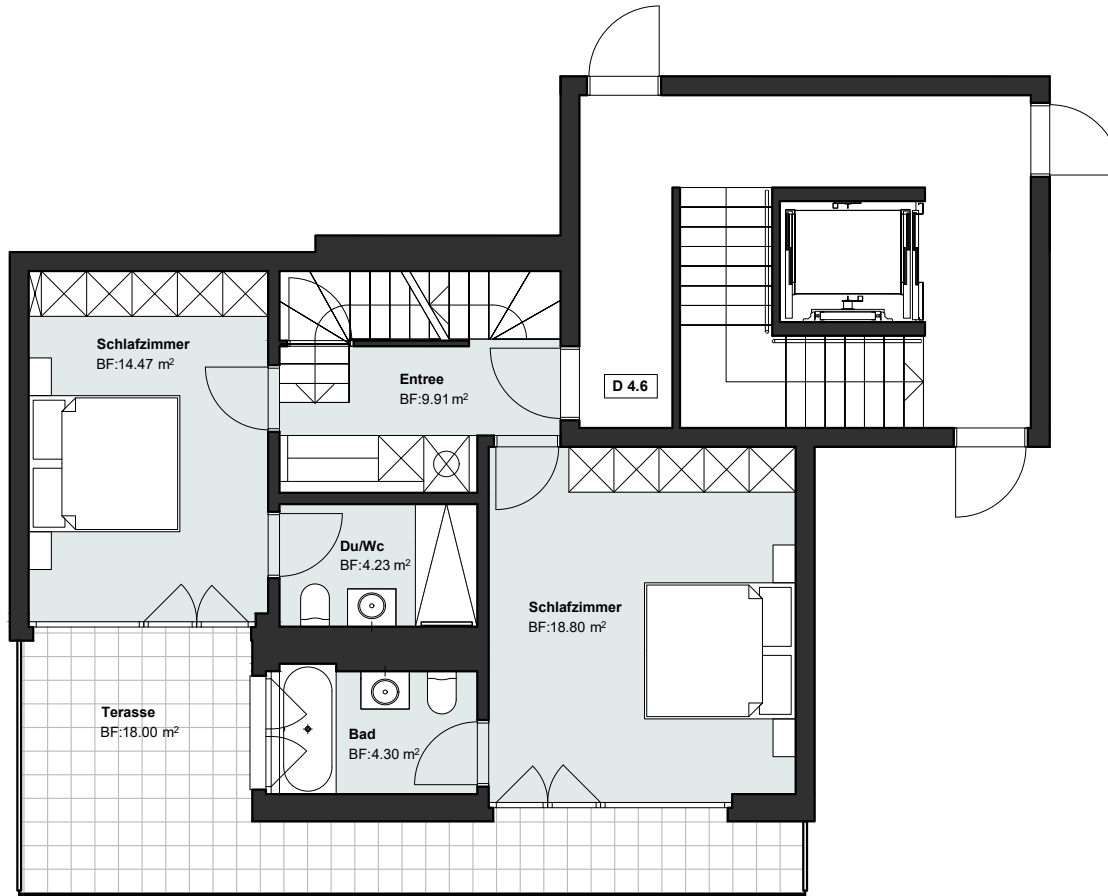 Schlafzimmer
BF:14.47 m²
Entree
BF:9.91 m²
D 4.6
Du/Wc
BF:4.23 m²
Schlafzimmer
BF:18.80 m²
Terasse
BF:18.00 m²
Bad
BF:4.30 m²